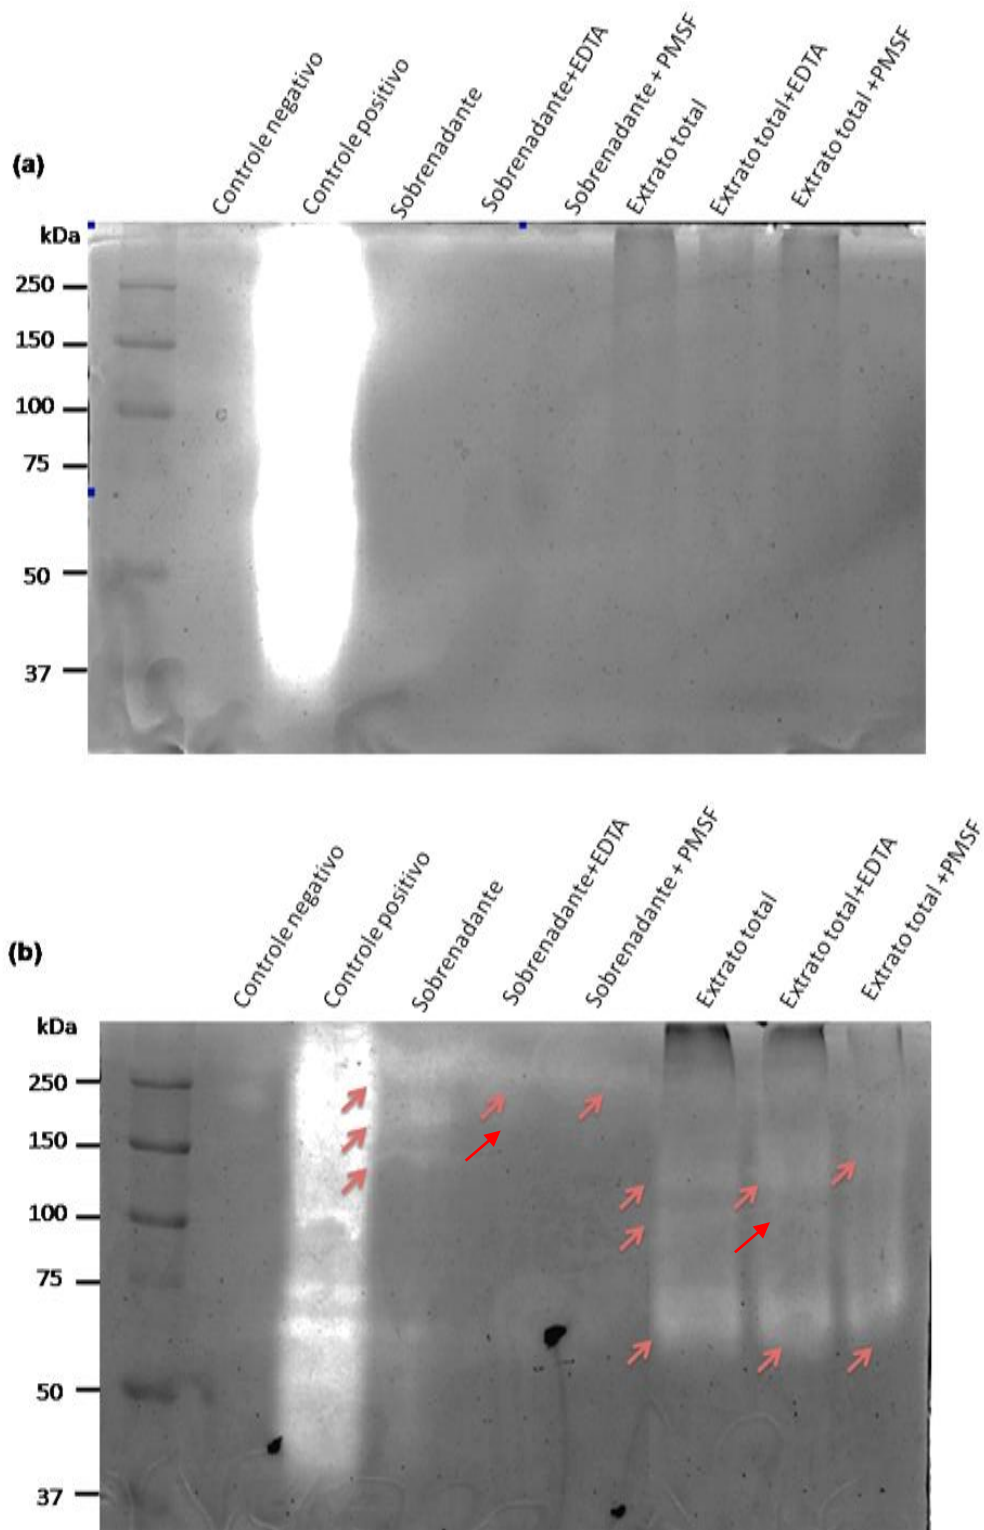 (a)
Controle negativo
Controle positivo
Sobrenadante
Sobrenadante+EDTA
Sobrenadante + PMSF
Extrato total
Extrato total+EDTA
Extrato total +PMSF
kDa
250
150
100
75
50
37
(b)
Controle negativo
Controle positivo
Sobrenadante
Sobrenadante+EDTA
Sobrenadante + PMSF
Extrato total
Extrato total+EDTA
Extrato total +PMSF
kDa
250
150
100
75
50
37